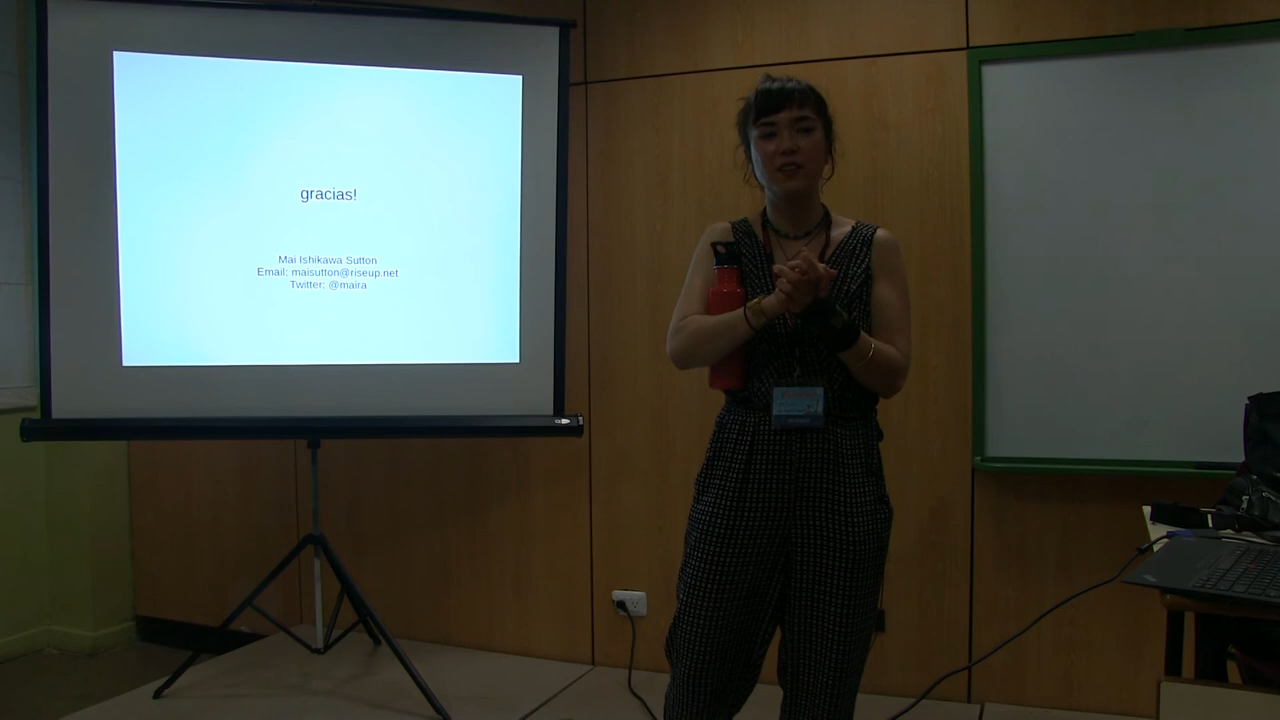 gracias!
Mai Ishikawa Sutton
Email: maisutton@riseup.net
Twitter: @maira